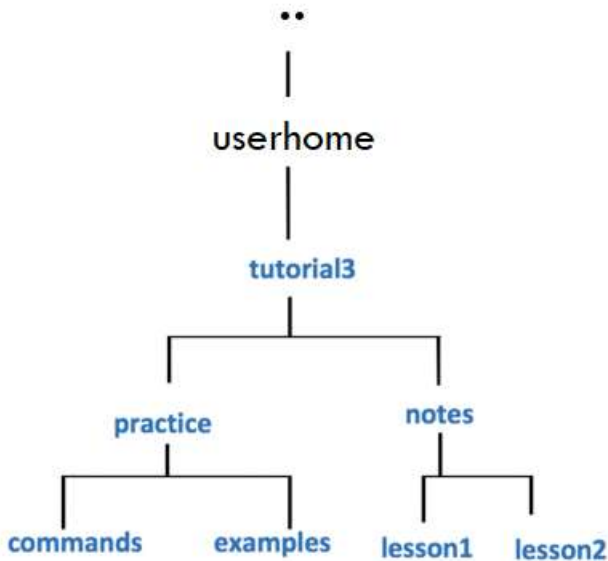 ..
userhome
tutorial3
practice notes
commands examples lesson1 lesson2